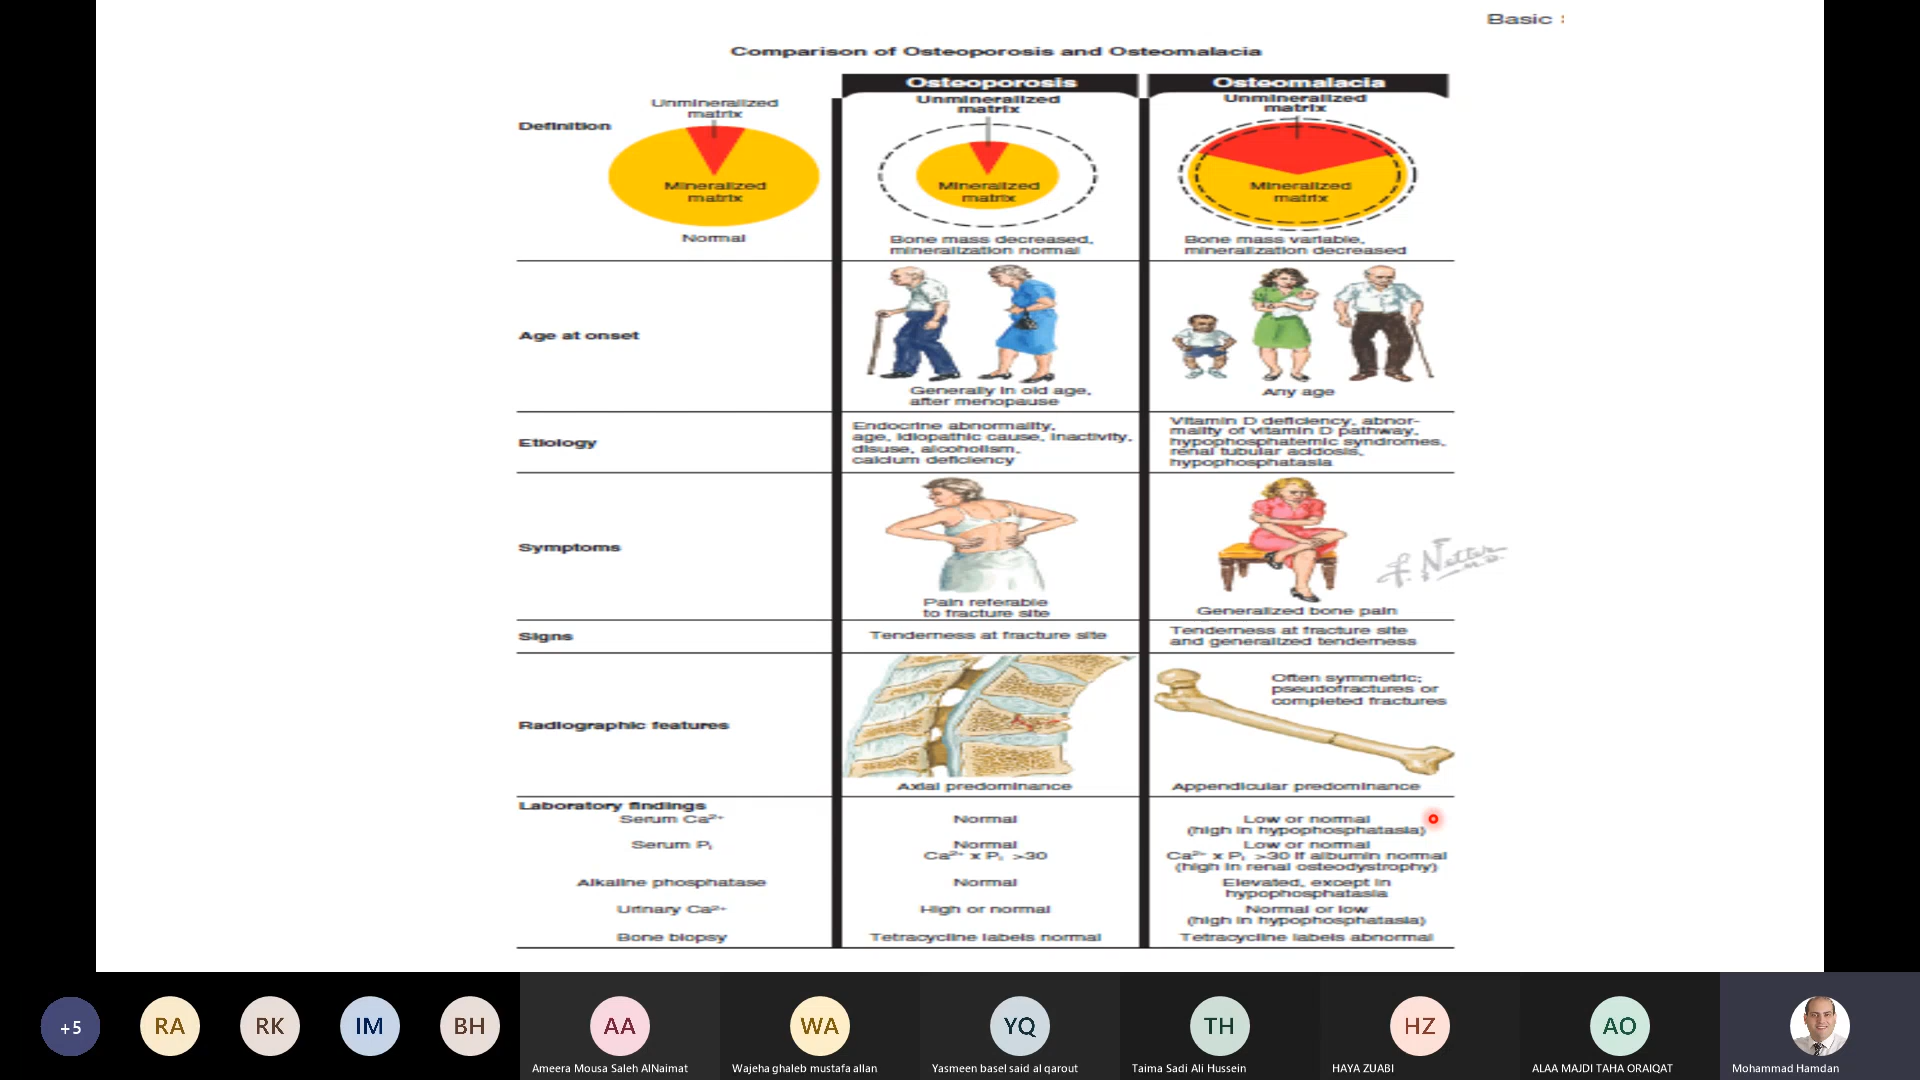 Basic
Comparison of Osteoporosis and Osteomalacia
Osteoporosis
Osteomalacia
Definition
Unmineralized
matrix
Mineralized
matrix
Normal
Unmineralized
matrix
Mineralized
matrix
Bone mass decreased,
mineralization normal
Unmineralized
matrix
Mineralized
matrix
Bone mass variable,
mineralization decreased
Age at onset
Generally in old age,
after menopause
Any age
Etiology
Endocrine abnormality,
age, idiopathic cause, inactivity,
disuse, alcoholism,
calcium deficiency
Vitamin D deficiency, abnor-
mality of vitamin D pathway,
hypophosphatemic syndromes,
renal tubular acidosis,
hypophosphatasia
Symptoms
Pain referable
to fracture site
Generalized bone pain
F. Netter
M.D.
Signs
Tenderness at fracture site
Tenderness at fracture site
and generalized tenderness
Radiographic features
Axial predominance
Often symmetric;
pseudofractures or
completed fractures
Appendicular predominance
Laboratory findings
Serum Ca²⁺
Normal
Low or normal
(high in hypophosphatasia)
Serum Pᵢ
Normal
Ca²⁺ x Pᵢ >30
Low or normal
Ca²⁺ x Pᵢ >30 if albumin normal
(high in renal osteodystrophy)
Alkaline phosphatase
Normal
Elevated, except in
hypophosphatasia
Urinary Ca²⁺
High or normal
Normal or low
(high in hypophosphatasia)
Bone biopsy
Tetracycline labels normal
Tetracycline labels abnormal
+5
RA
RK
IM
BH
AA
Ameera Mousa Saleh AlNaimat
WA
Wajeha ghaleb mustafa allan
YQ
Yasmeen basel said al qarout
TH
Taima Sadi Ali Hussein
HZ
HAYA ZUABI
AO
ALAA MAJDI TAHA ORAIQAT
Mohammad Hamdan